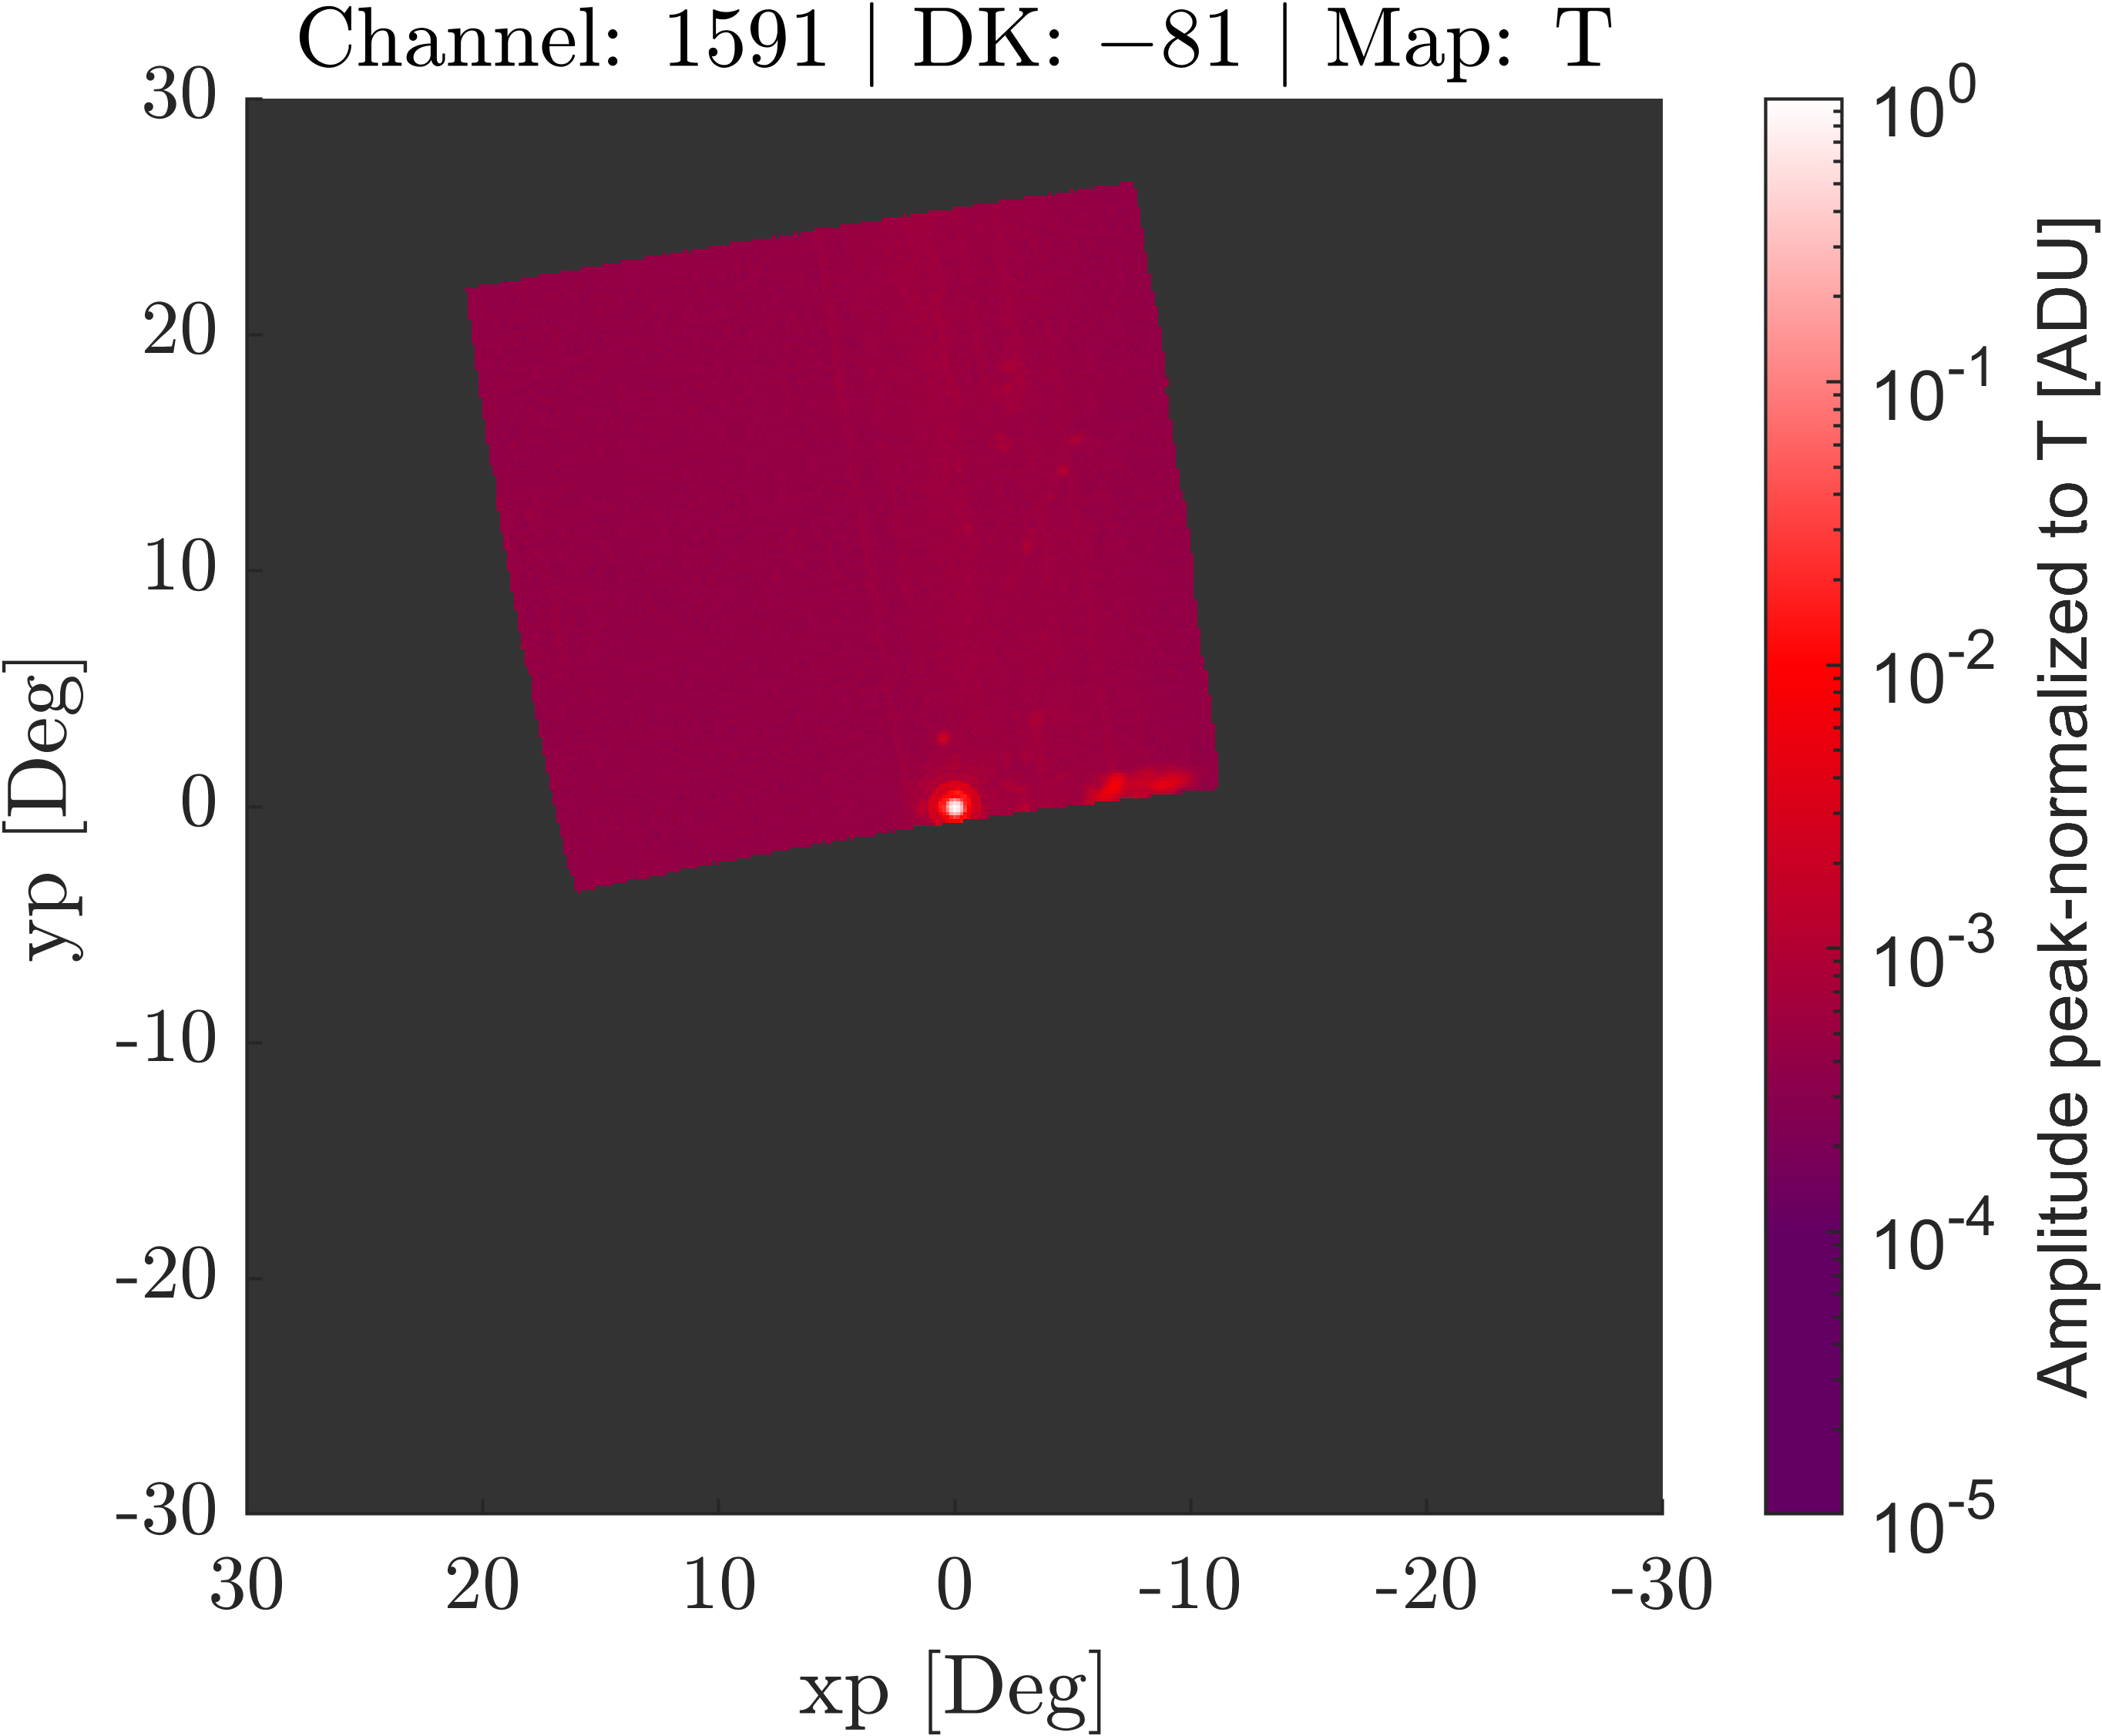 Channel: 1591 | DK: −81 | Map: T
30
20
10
0
-10
-20
-30
yp [Deg]
30 20 10 0 -10 -20 -30
xp [Deg]
10^0
10^-1
10^-2
10^-3
10^-4
10^-5
Amplitude peak-normalized to T [ADU]